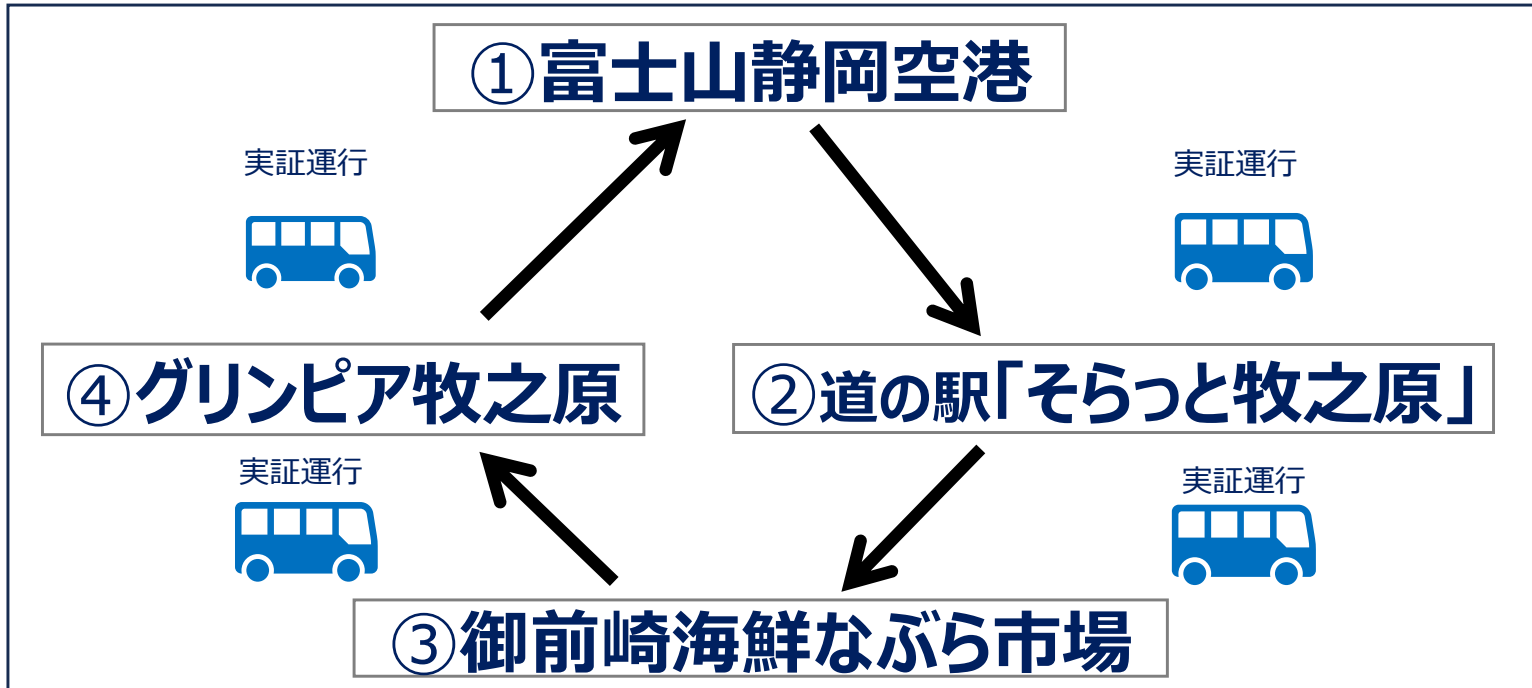 ①富士山静岡空港
実証運行
実証運行
④グリンピア牧之原
②道の駅「そらっと牧之原」
実証運行
実証運行
③御前崎海鮮なぶら市場